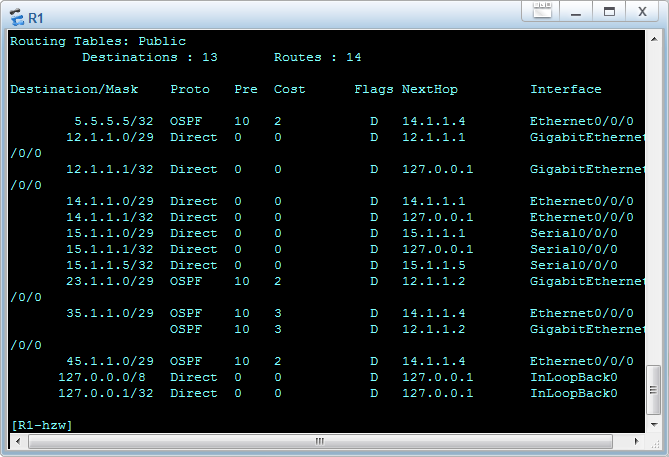 R1
Routing Tables: Public
         Destinations : 13       Routes : 14
Destination/Mask    Proto   Pre  Cost      Flags NextHop         Interface
        5.5.5.5/32  OSPF    10   2           D   14.1.1.4        Ethernet0/0/0
       12.1.1.0/29  Direct  0    0           D   12.1.1.1        GigabitEthernet
/0/0
       12.1.1.1/32  Direct  0    0           D   127.0.0.1       GigabitEthernet
/0/0
       14.1.1.0/29  Direct  0    0           D   14.1.1.1        Ethernet0/0/0
       14.1.1.1/32  Direct  0    0           D   127.0.0.1       Ethernet0/0/0
       15.1.1.0/29  Direct  0    0           D   15.1.1.1        Serial0/0/0
       15.1.1.1/32  Direct  0    0           D   127.0.0.1       Serial0/0/0
       15.1.1.5/32  Direct  0    0           D   15.1.1.5        Serial0/0/0
       23.1.1.0/29  OSPF    10   2           D   12.1.1.2        GigabitEthernet
/0/0
       35.1.1.0/29  OSPF    10   3           D   14.1.1.4        Ethernet0/0/0
                    OSPF    10   3           D   12.1.1.2        GigabitEthernet
/0/0
       45.1.1.0/29  OSPF    10   2           D   14.1.1.4        Ethernet0/0/0
      127.0.0.0/8   Direct  0    0           D   127.0.0.1       InLoopBack0
      127.0.0.1/32  Direct  0    0           D   127.0.0.1       InLoopBack0
[R1-hzw]